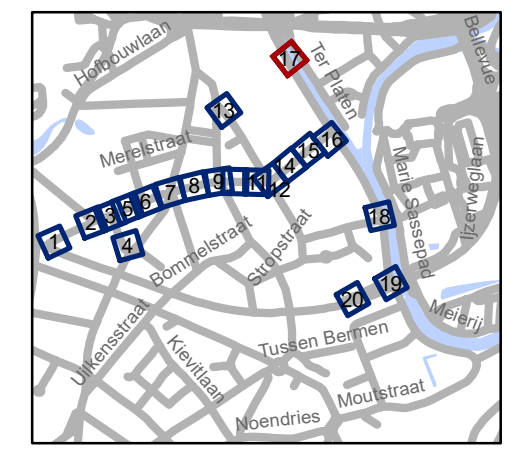 Hofbouwlaan
Bellevue
17
Ter Platen
13
Merelstraat
16
15
14
Ijzerweglaan
Marie Sassepad
11
12
9
8
7
6
5
3
2
1
4
18
Bommelstraat
Stropstraat
19
20
Meierij
Uilkensstraat
Kievitlaan
Tussen Bermen
Moutstraat
Noendries